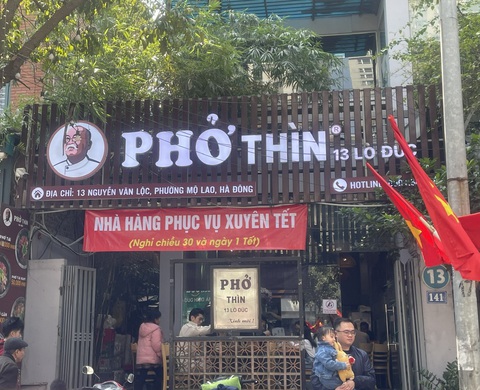 PHỞ THÌN ® 13 LÒ ĐÚC
ĐỊA CHỈ: 13 NGUYỄN VĂN LỘC, PHƯỜNG MỘ LAO, HÀ ĐÔNG
HOTLINE:
NHÀ HÀNG PHỤC VỤ XUYÊN TẾT
(Nghỉ chiều 30 và ngày 1 Tết)
PHỞ
THÌN
13 LÒ ĐÚC
13
141